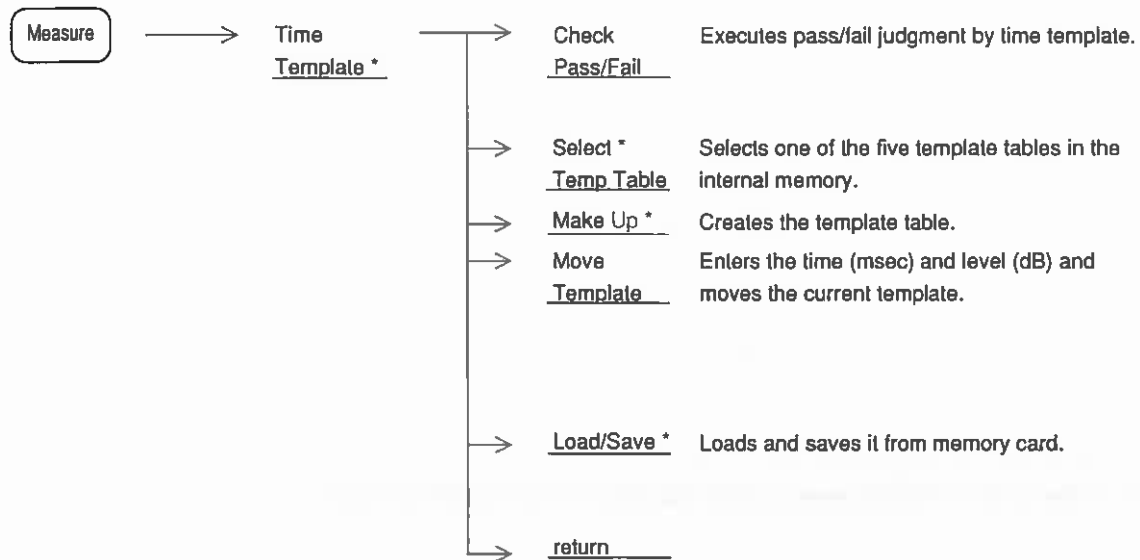 Measure
Time
Template *
Check
Pass/Fail
Executes pass/fail judgment by time template.
Select *
Temp Table
Selects one of the five template tables in the
internal memory.
Make Up *
Creates the template table.
Move
Template
Enters the time (msec) and level (dB) and
moves the current template.
Load/Save *
Loads and saves it from memory card.
return